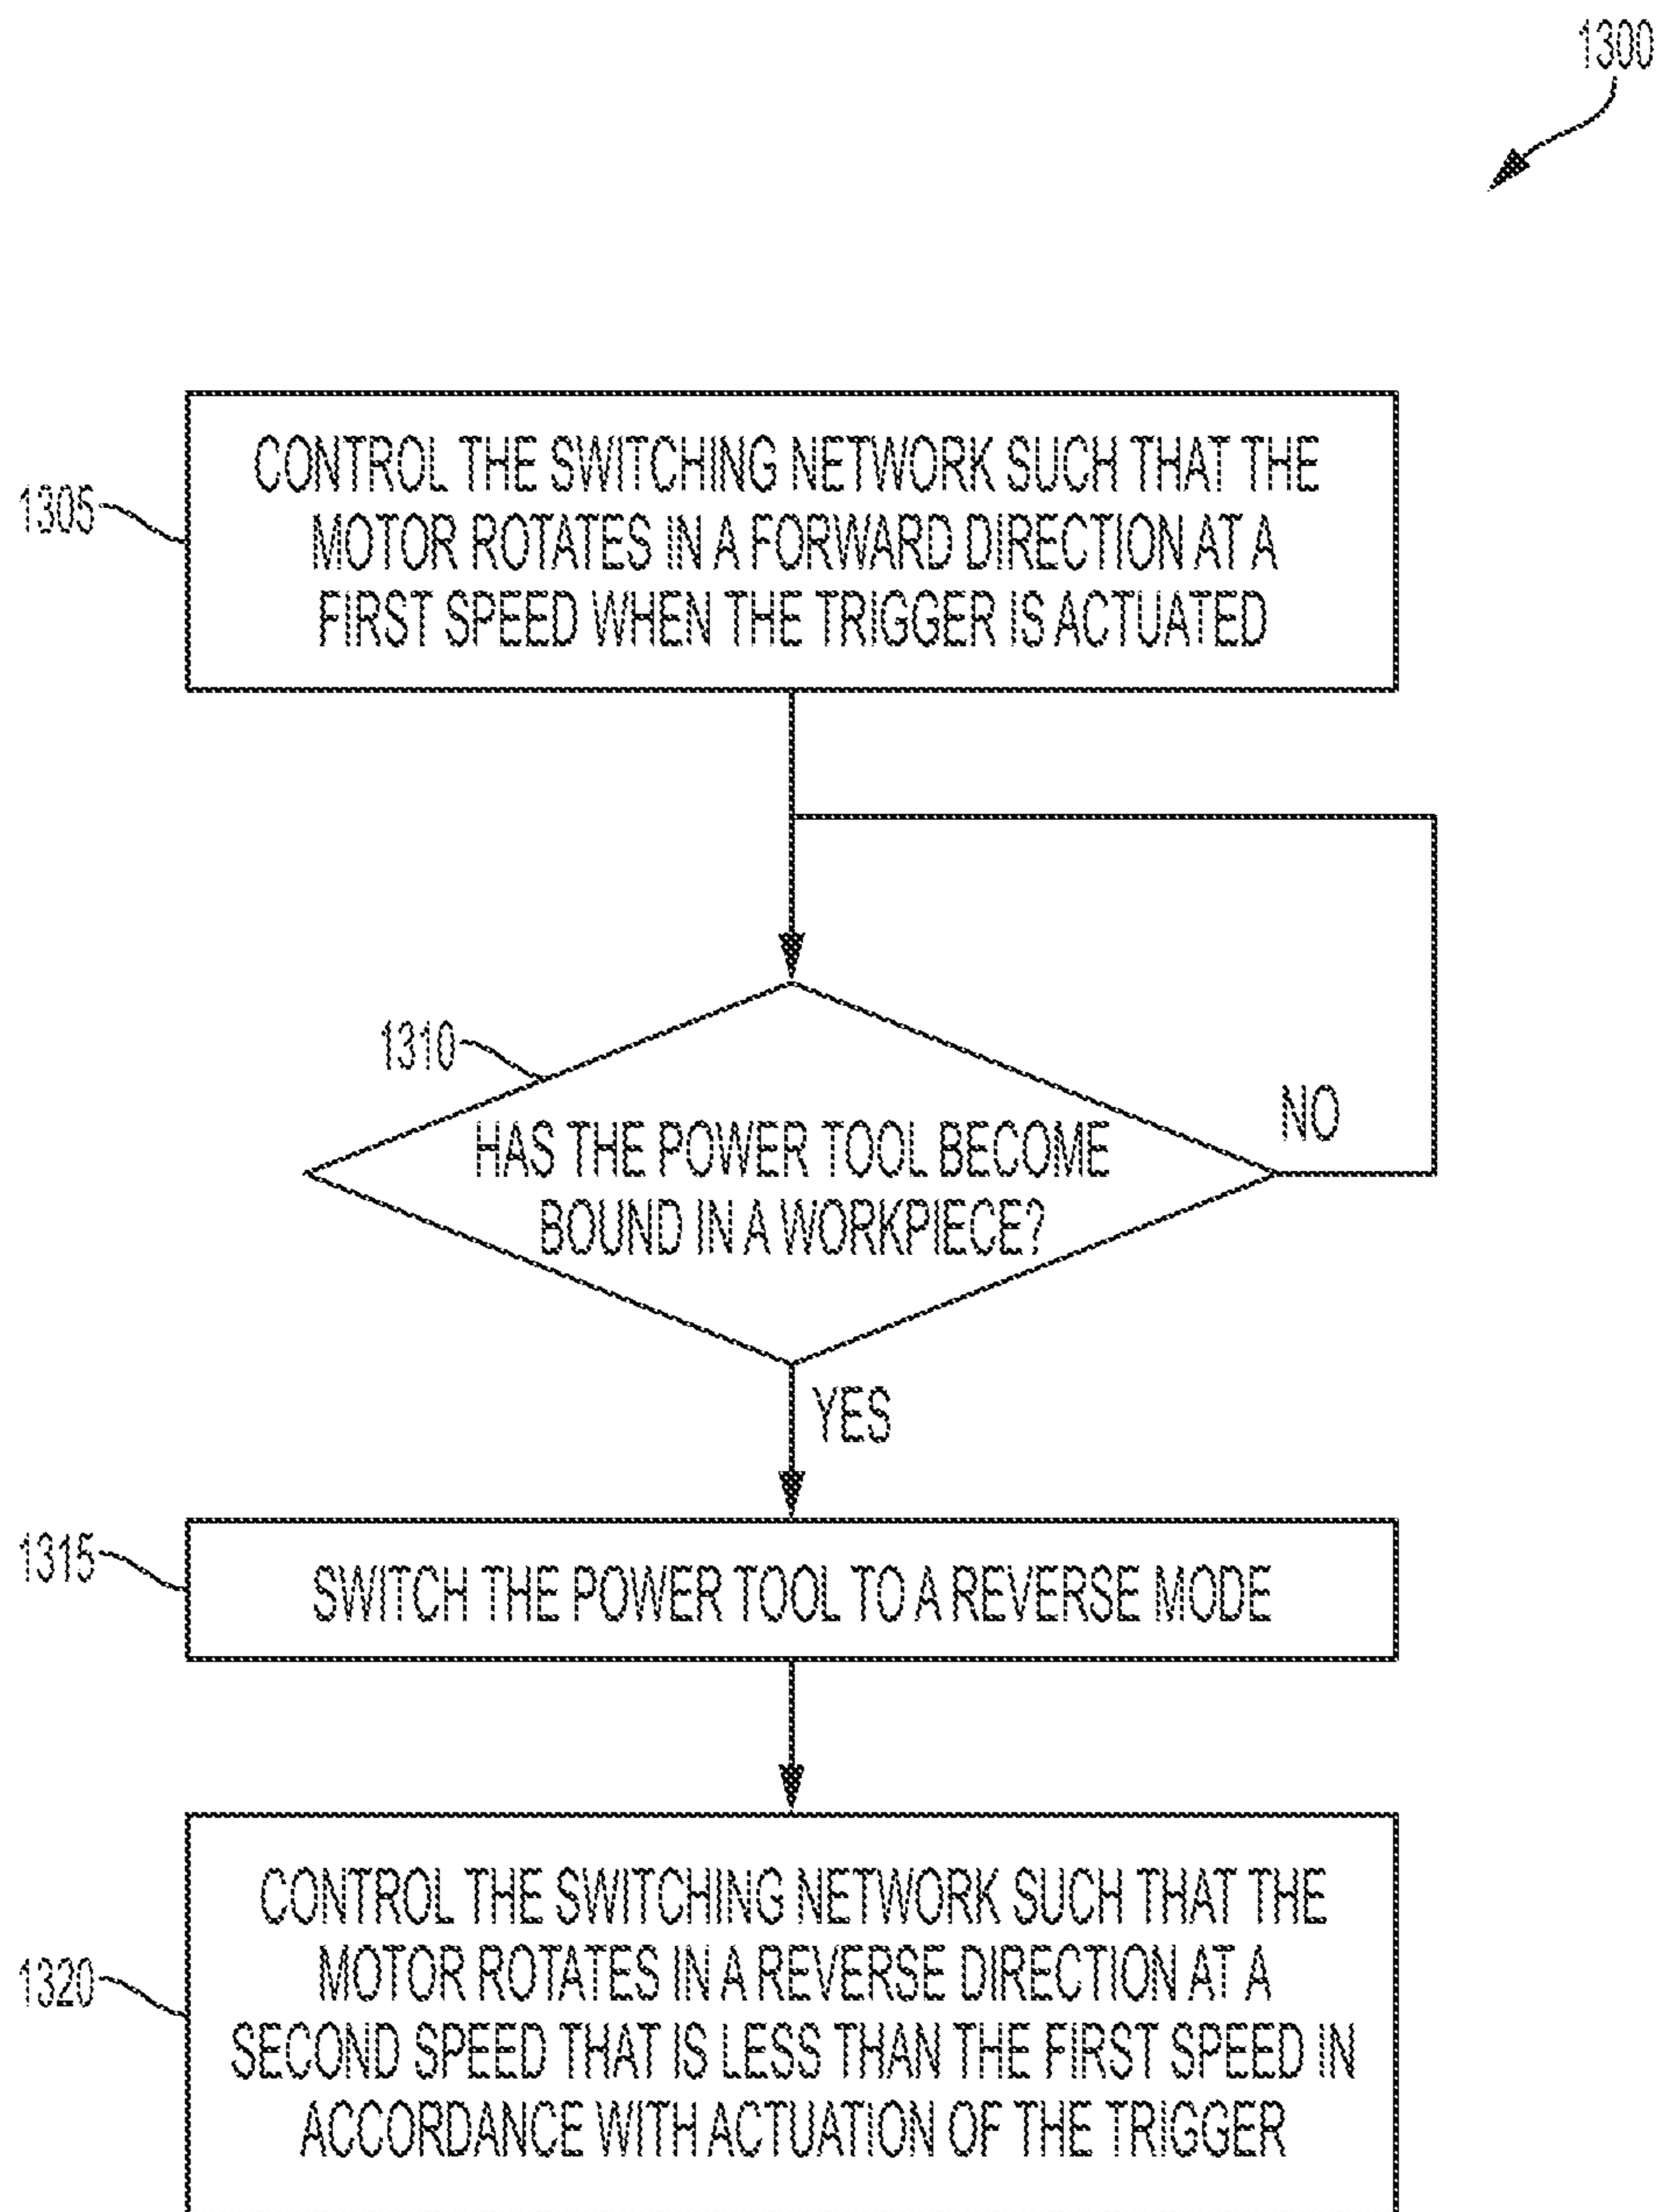 1300
1305
CONTROL THE SWITCHING NETWORK SUCH THAT THE
MOTOR ROTATES IN A FORWARD DIRECTION AT A
FIRST SPEED WHEN THE TRIGGER IS ACTUATED
1310
HAS THE POWER TOOL BECOME
BOUND IN A WORKPIECE?
NO
YES
1315
SWITCH THE POWER TOOL TO A REVERSE MODE
1320
CONTROL THE SWITCHING NETWORK SUCH THAT THE
MOTOR ROTATES IN A REVERSE DIRECTION AT A
SECOND SPEED THAT IS LESS THAN THE FIRST SPEED IN
ACCORDANCE WITH ACTUATION OF THE TRIGGER